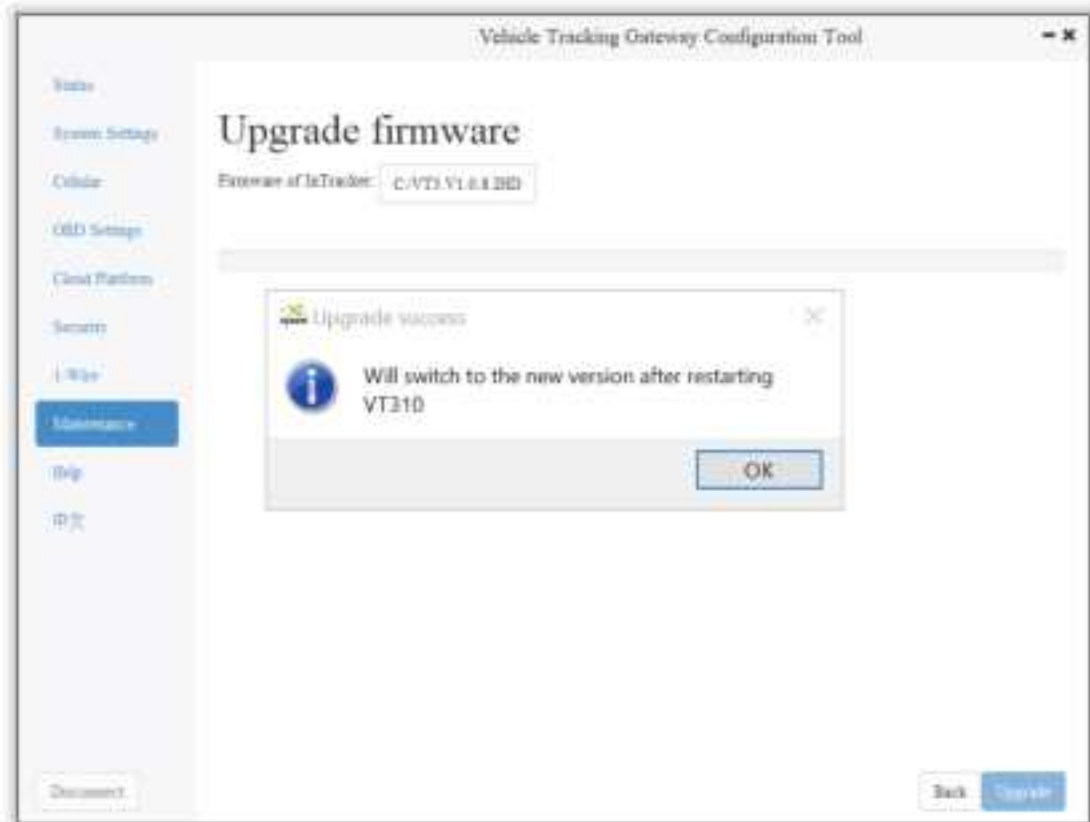 Vehicle Tracking Gateway Configuration Tool
Status
System Settings
Cellular
OBD Settings
Cloud Platform
Security
1-Wire
Maintenance
Help
中文
Disconnect
Upgrade firmware
Firmware of InTracker:
Upgrade success
Will switch to the new version after restarting
VT310
OK
Back
Upgrade